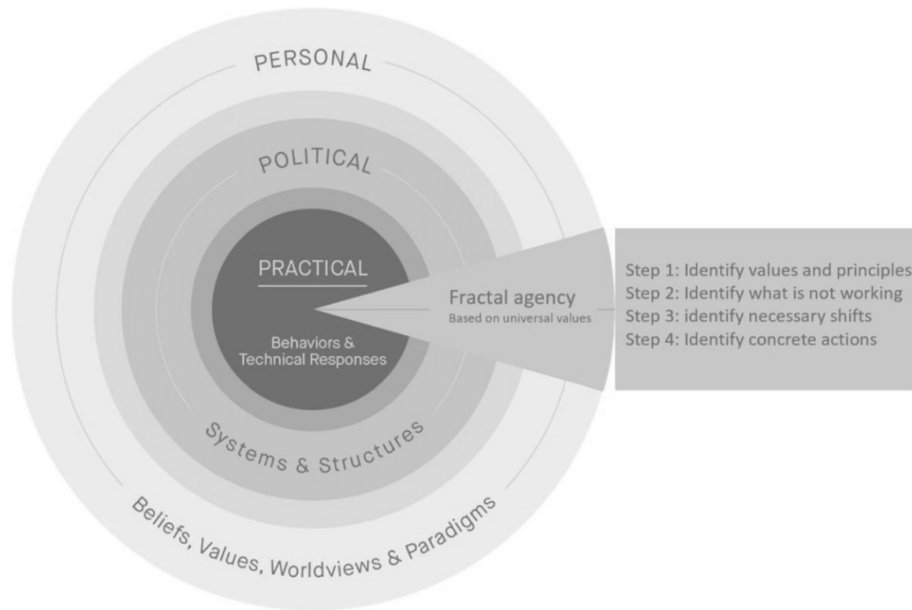 PERSONAL
POLITICAL
PRACTICAL
Behaviors &
Technical Responses
Systems & Structures
Beliefs, Values, Worldviews & Paradigms
Fractal agency
Based on universal values
Step 1: Identify values and principles
Step 2: Identify what is not working
Step 3: identify necessary shifts
Step 4: Identify concrete actions